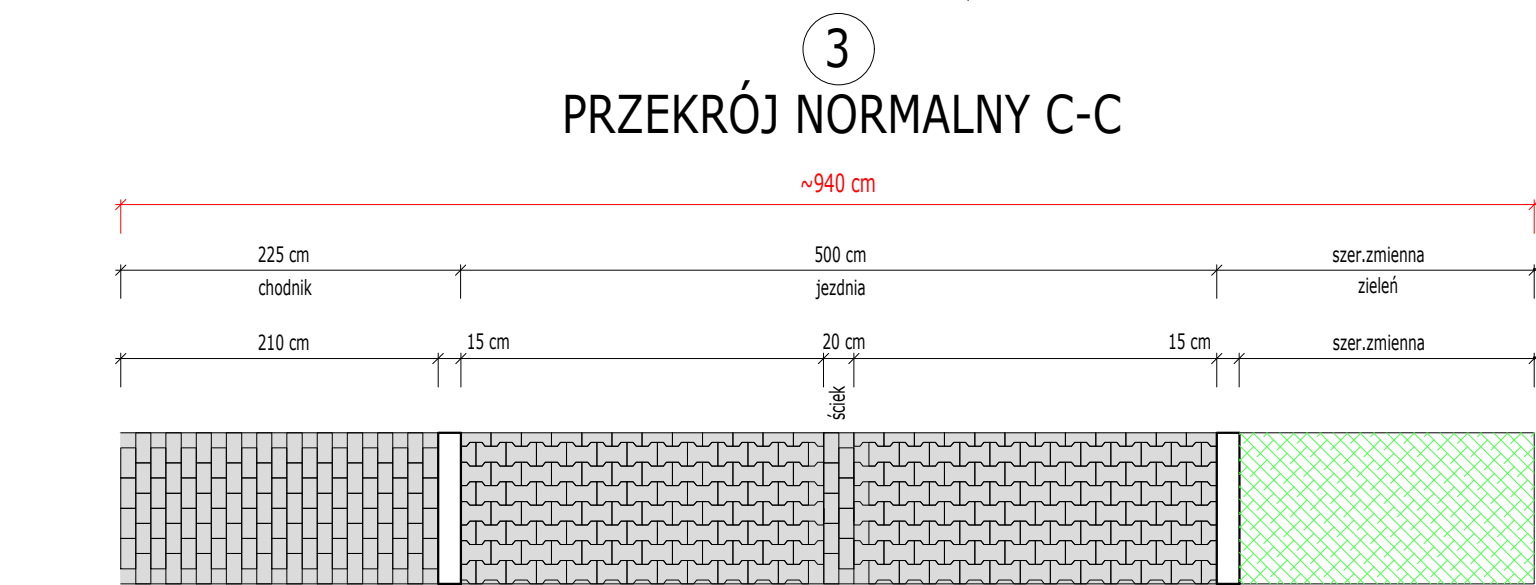 3
PRZEKRÓJ NORMALNY C-C
~940 cm
225 cm 500 cm szer.zmienna
chodnik jezdnia zieleń
210 cm 15 cm 20 cm 15 cm szer.zmienna
ściek